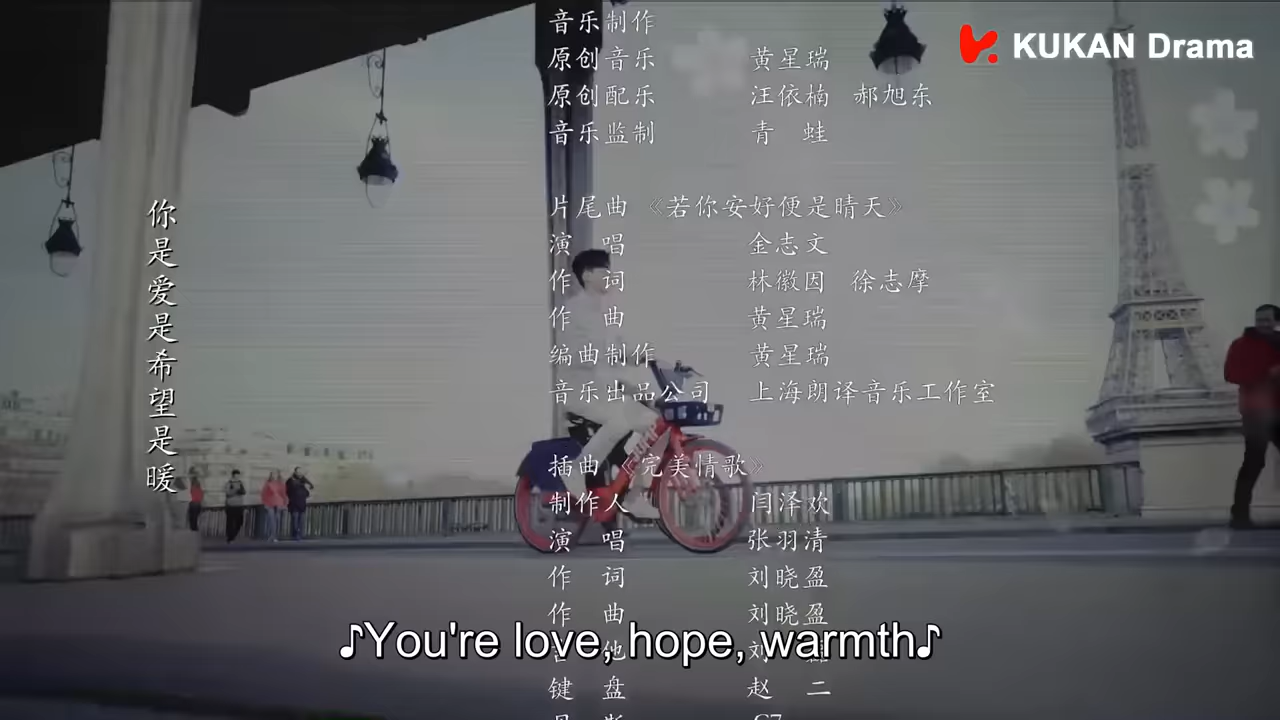 KUKAN Drama
音乐制作
原创音乐 黄星瑞
原创配乐 汪依楠 郝旭东
音乐监制 青 蛙
片尾曲 《若你安好便是晴天》
演 唱 金志文
作 词 林徽因 徐志摩
作 曲 黄星瑞
编曲制作 黄星瑞
音乐出品公司 上海朗译音乐工作室
插曲 《完美情歌》
制作人 闫泽欢
演 唱 张羽清
作 词 刘晓盈
作 曲 刘晓盈
他 刘
键 盘 赵 二
你是爱是希望是暖
♪You're love, hope, warmth♪